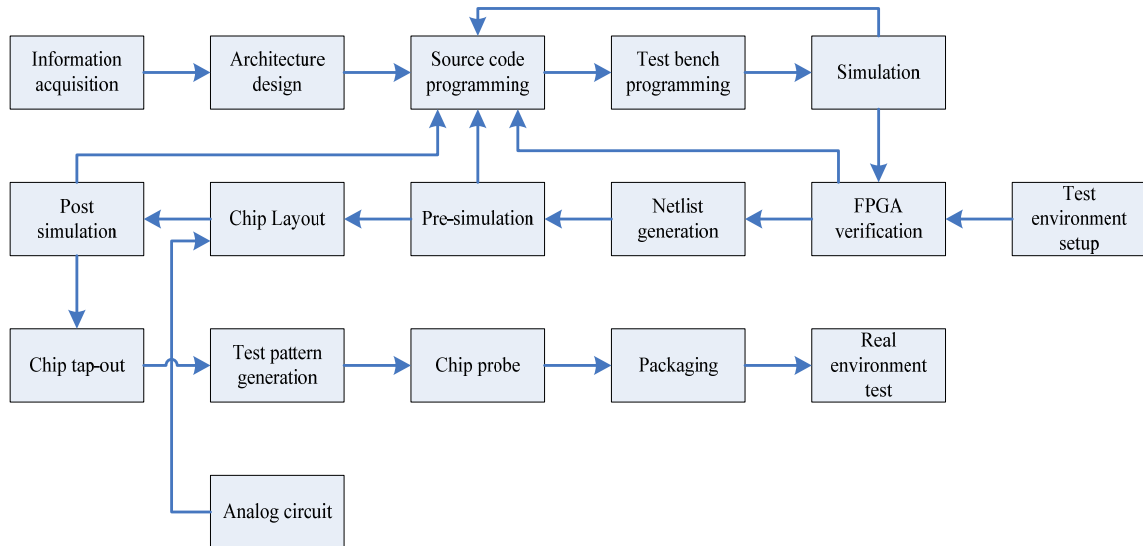 Information
acquisition
Architecture
design
Source code
programming
Test bench
programming
Simulation
Post
simulation
Chip Layout
Pre-simulation
Netlist
generation
FPGA
verification
Test
environment
setup
Chip tap-out
Test pattern
generation
Chip probe
Packaging
Real
environment
test
Analog circuit